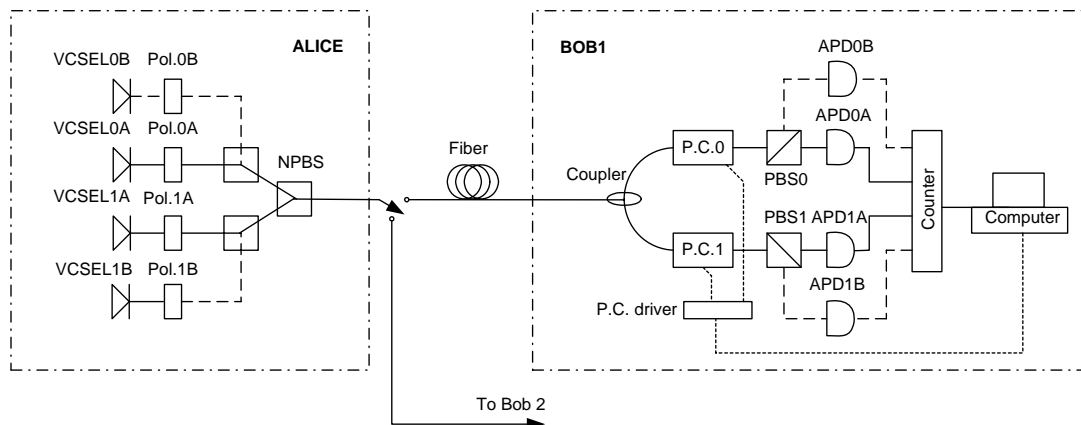 ALICE
VCSEL0B Pol.0B
VCSEL0A Pol.0A
NPBS
VCSEL1A Pol.1A
VCSEL1B Pol.1B
Fiber
To Bob 2
BOB1
Coupler
P.C.0
P.C.1
P.C. driver
PBS0
PBS1
APD0B
APD0A
APD1A
APD1B
Counter
Computer